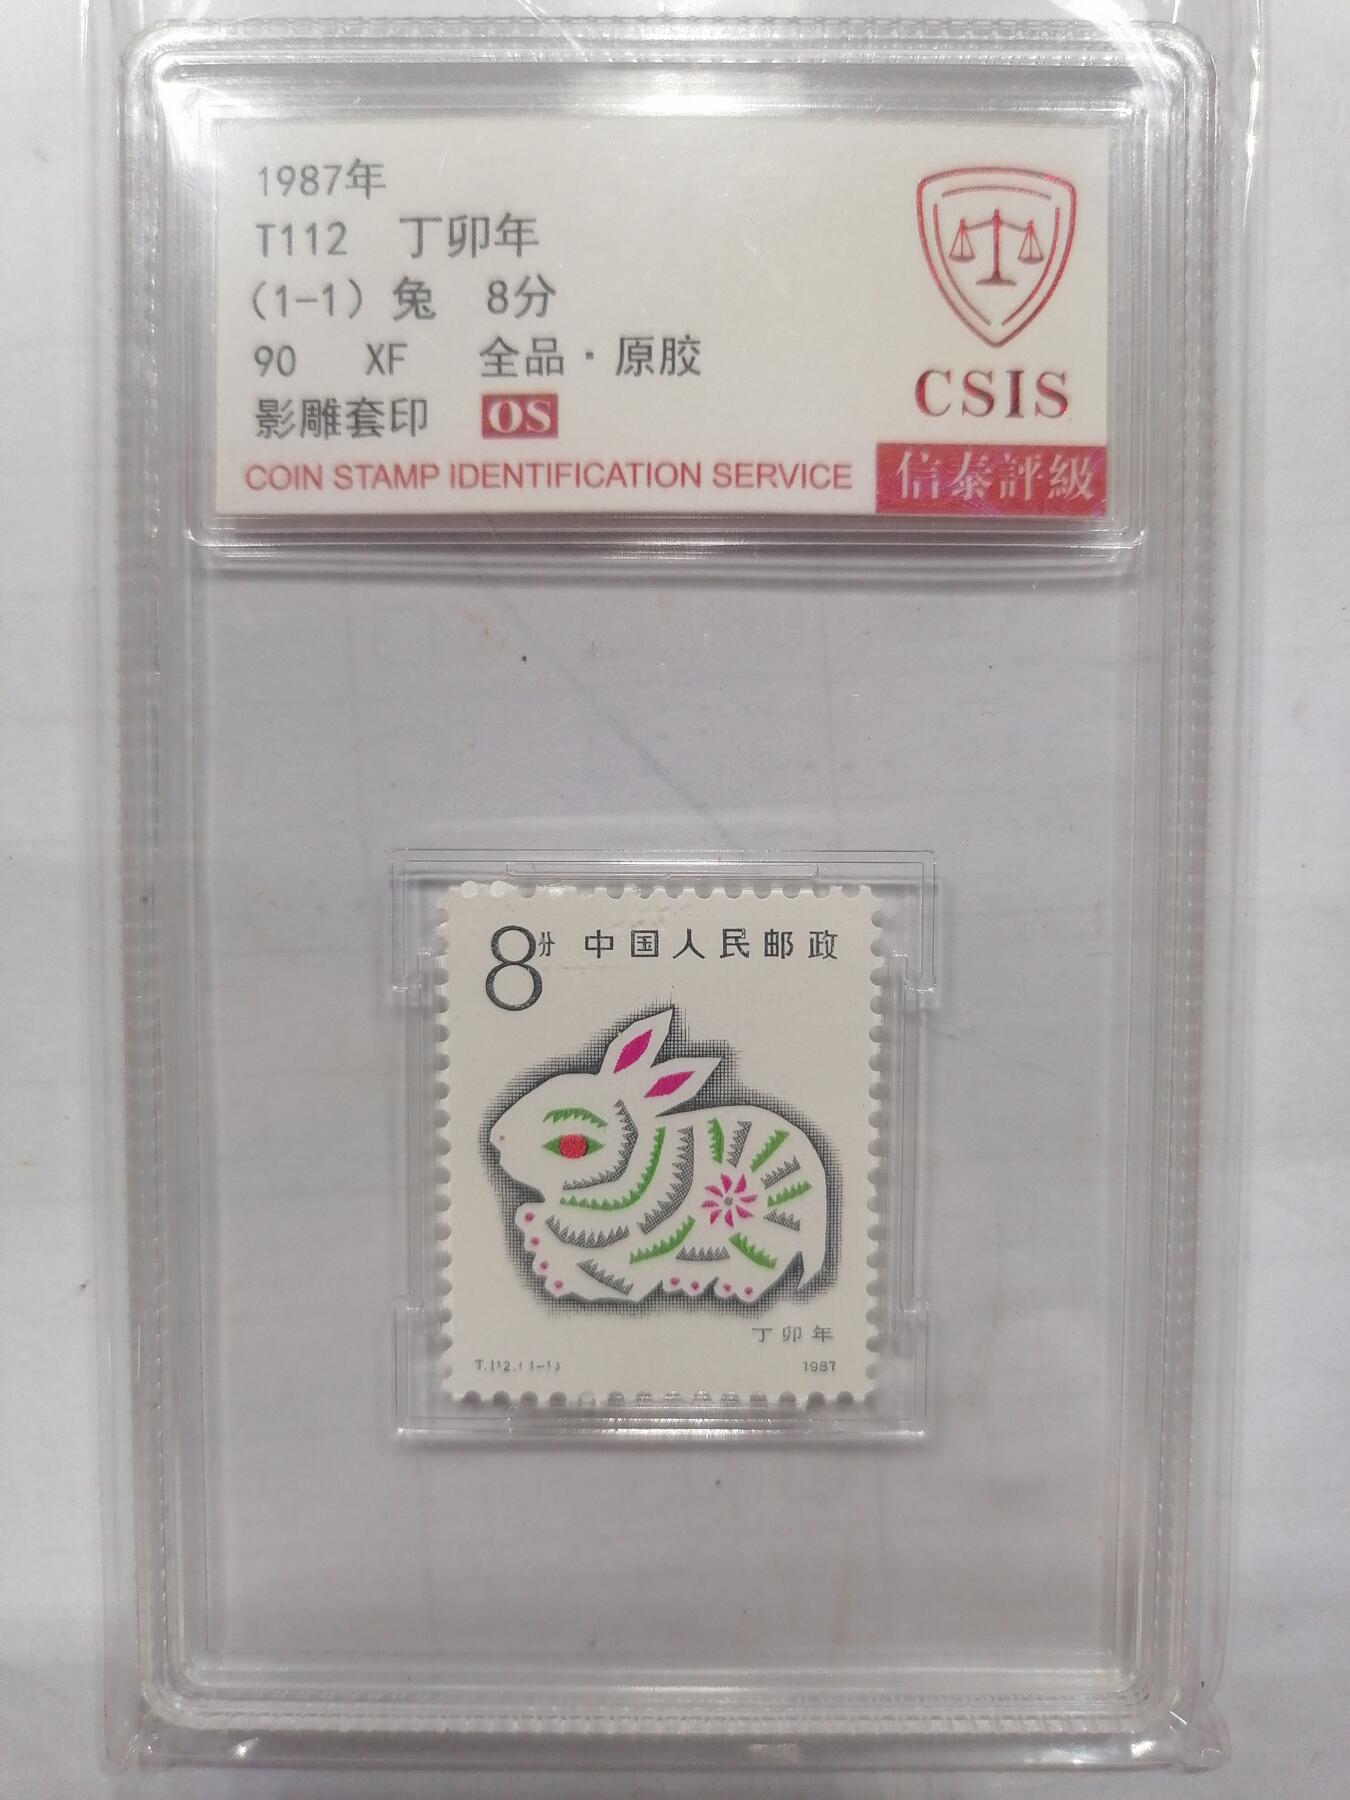 1987年
T112 丁卯年
(1-1) 兔 8分
90 XF 全品·原胶
影雕套印 OS
COIN STAMP IDENTIFICATION SERVICE
CSIS
信泰評級
8分 中国人民邮政
丁卯年
T.112.(1-1)
1987